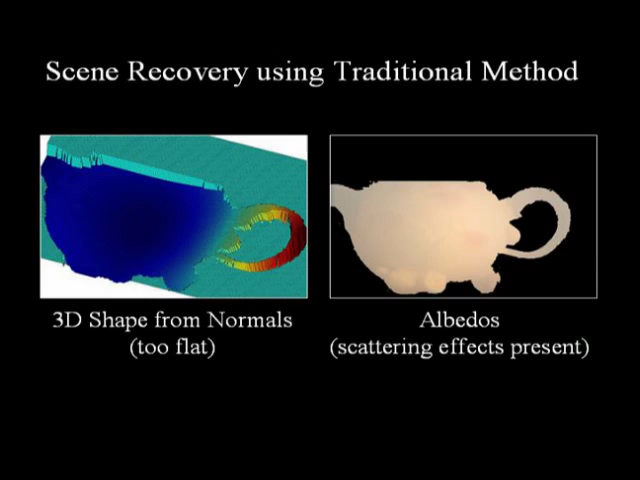 Scene Recovery using Traditional Method
3D Shape from Normals
(too flat)
Albedos
(scattering effects present)